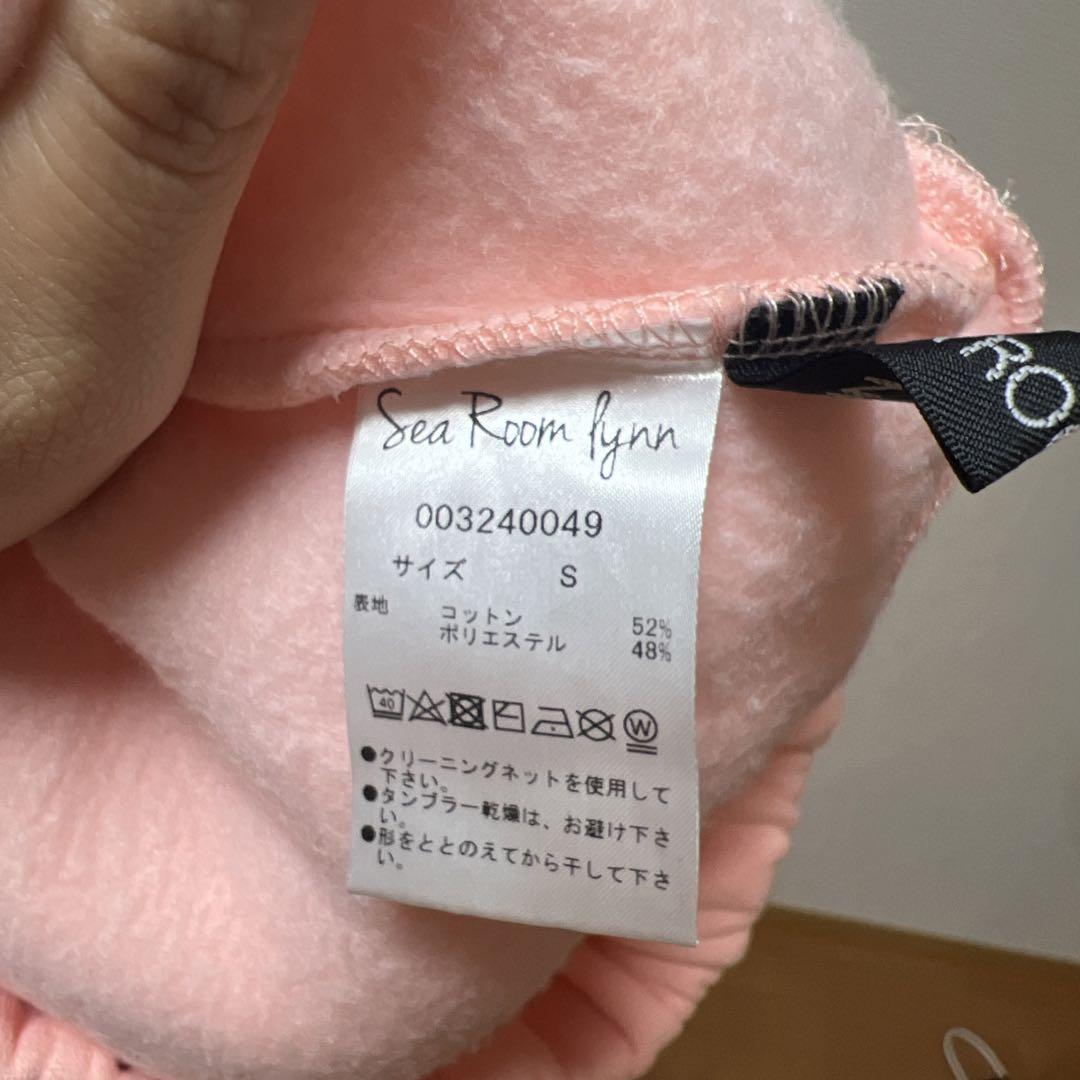 Sea Room lynn
RO
003240049
サイズ S
表地 コットン 52%
ポリエステル 48%
40
W
●クリーニングネットを使用して
下さい。
●タンブラー乾燥は、お避け下さ
い。
●形をととのえてから干して下さ
い。